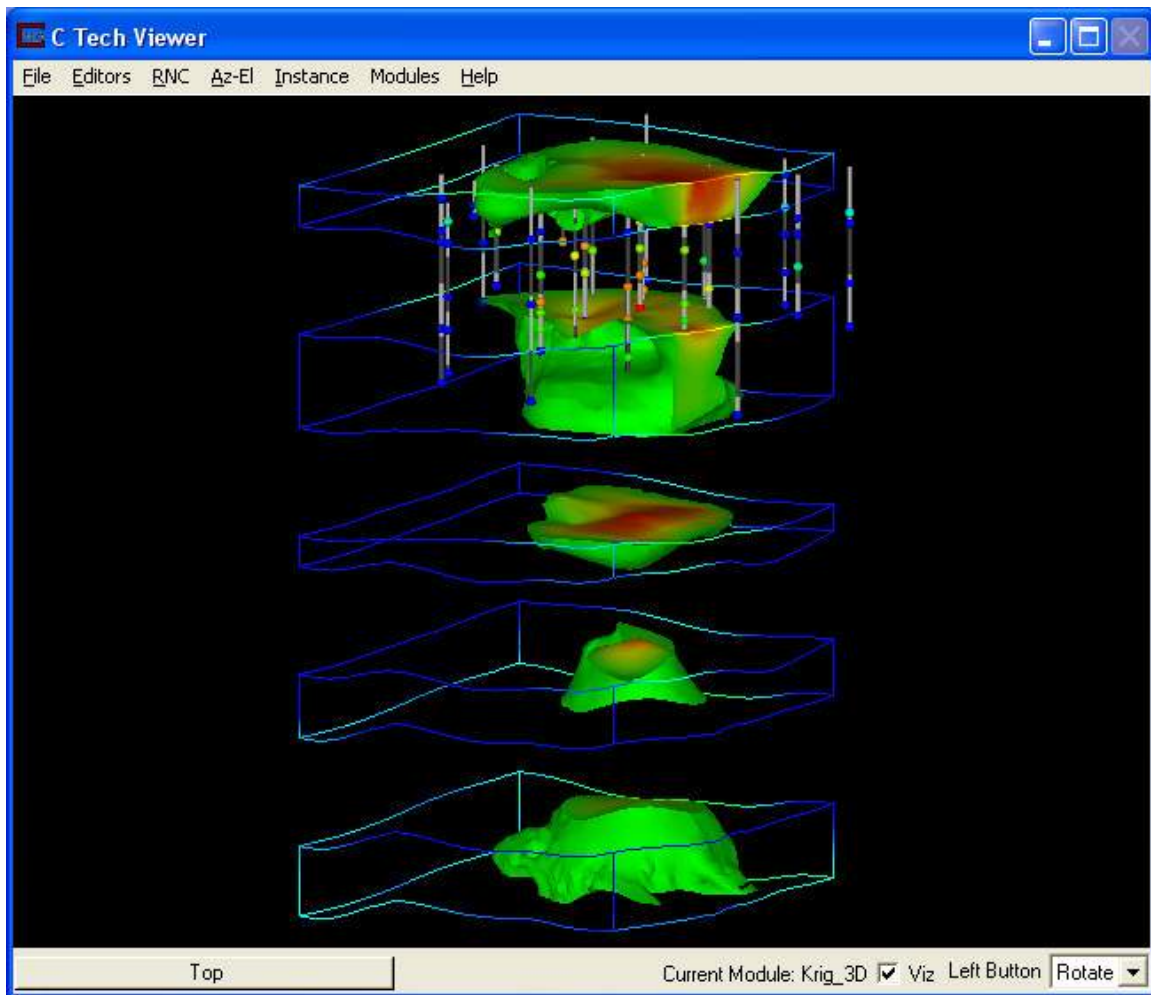 C Tech Viewer
File Editors RNC Az-El Instance Modules Help
Top Current Module: Krig_3D Viz Left Button Rotate